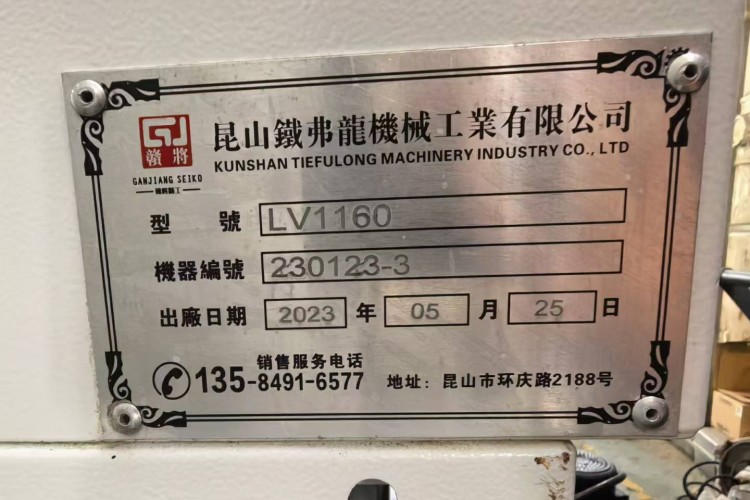 贛將
GANJIANG SEIKO
昆山鐵弗龍機械工業有限公司
KUNSHAN TIEFULONG MACHINERY INDUSTRY CO., LTD
型 號 LV1160
機器編號 230123-3
出廠日期 2023 年 05 月 25 日
销售服务电话
135-8491-6577
地址：昆山市环庆路2188号